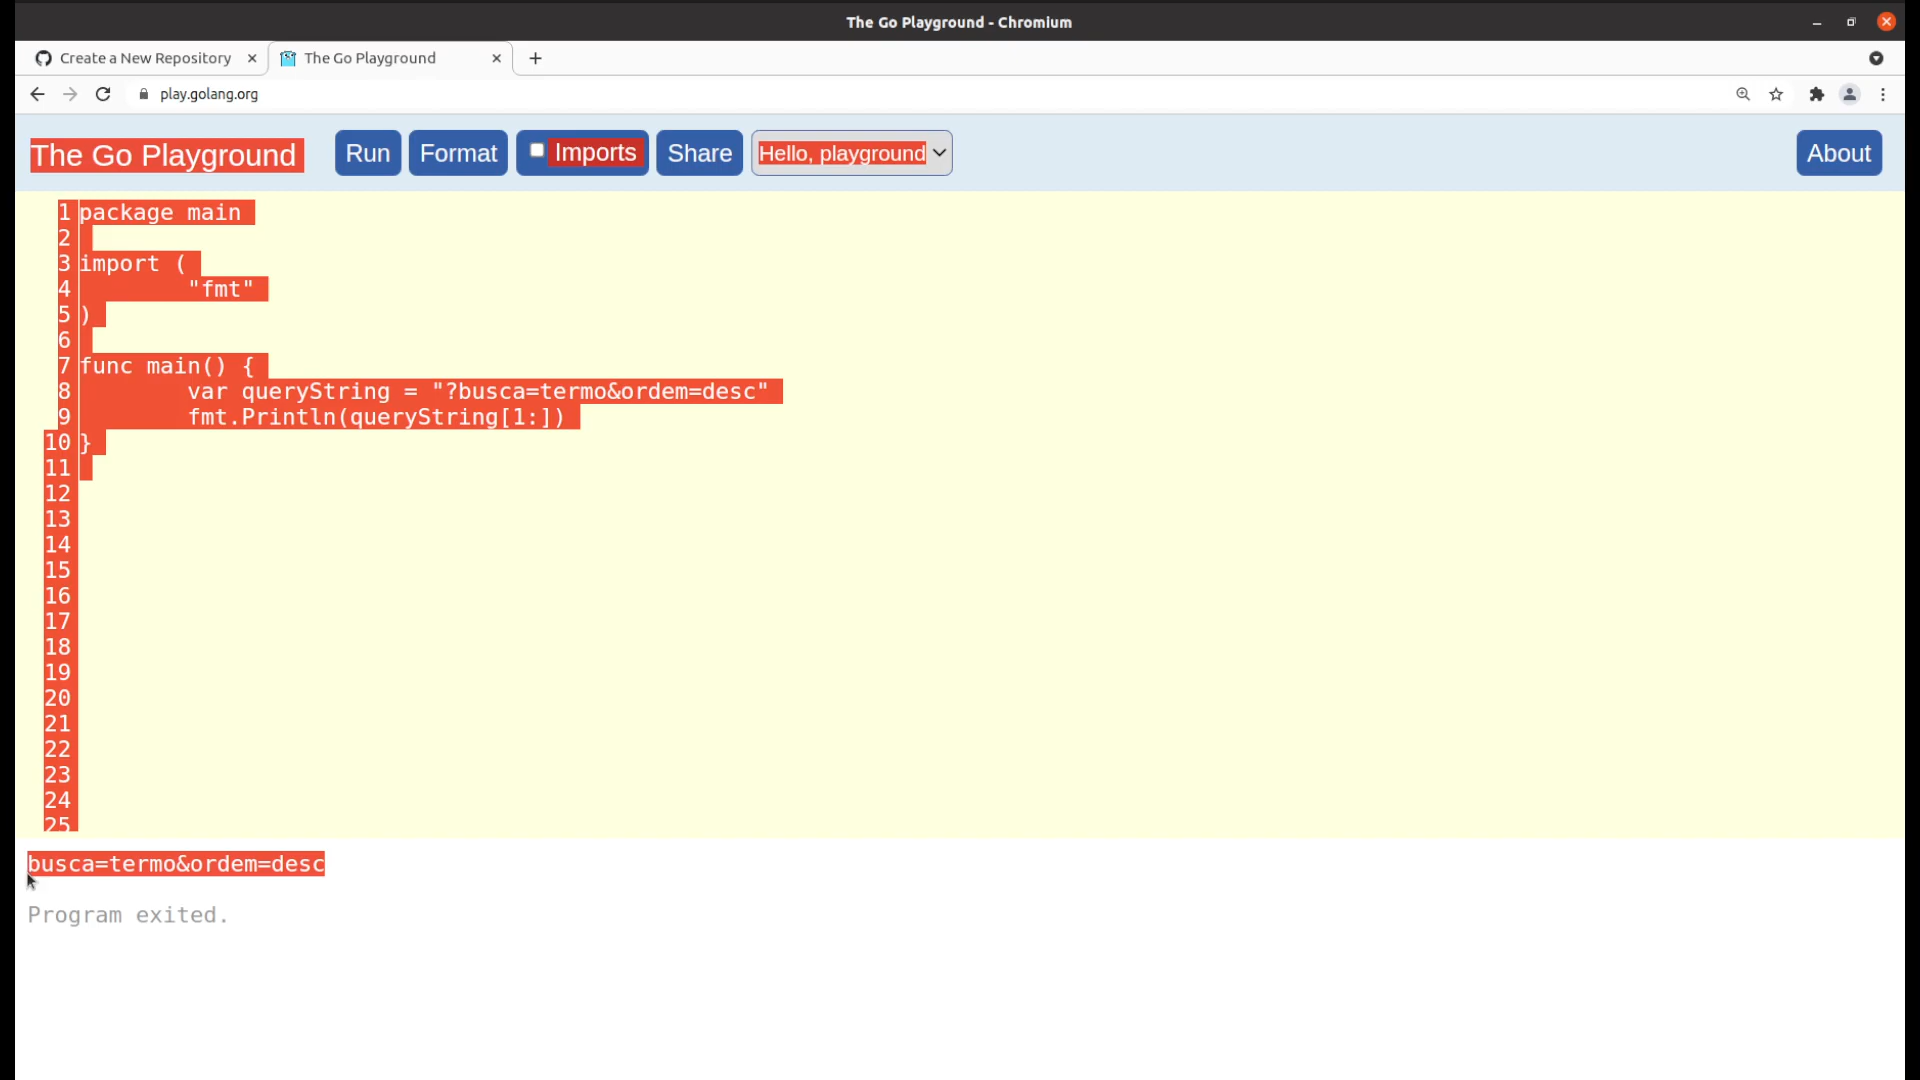 The Go Playground - Chromium
Create a New Repository
The Go Playground
play.golang.org
The Go Playground Run Format Imports Share Hello, playground About
1 package main
2
3 import (
4 "fmt"
5 )
6
7 func main() {
8 var queryString = "?busca=termo&ordem=desc"
9 fmt.Println(queryString[1:])
10 }
11
12
13
14
15
16
17
18
19
20
21
22
23
24
25
busca=termo&ordem=desc
Program exited.